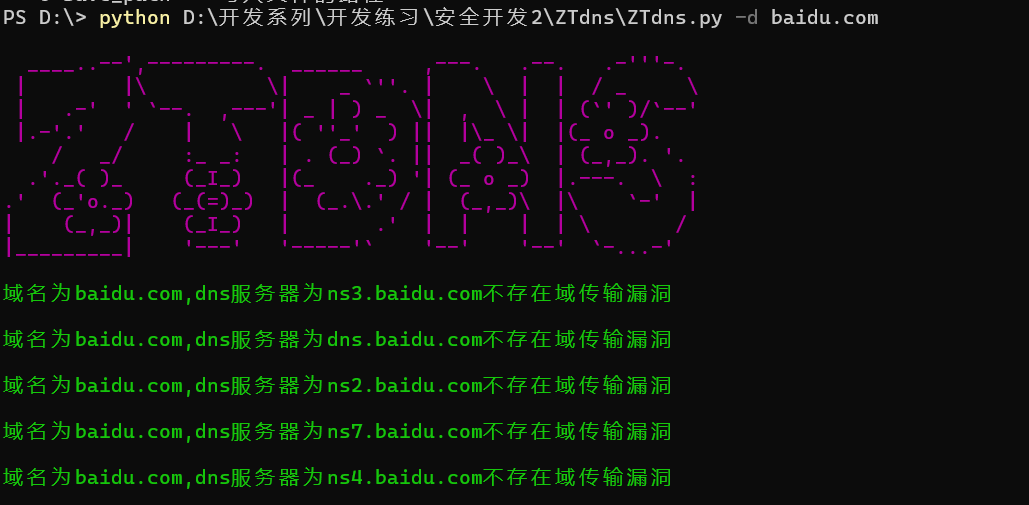 PS D:\> python D:\开发系列\开发练习\安全开发2\ZTdns\ZTdns.py -d baidu.com
ZTDNS
域名为baidu.com,dns服务器为ns3.baidu.com不存在域传输漏洞
域名为baidu.com,dns服务器为dns.baidu.com不存在域传输漏洞
域名为baidu.com,dns服务器为ns2.baidu.com不存在域传输漏洞
域名为baidu.com,dns服务器为ns7.baidu.com不存在域传输漏洞
域名为baidu.com,dns服务器为ns4.baidu.com不存在域传输漏洞